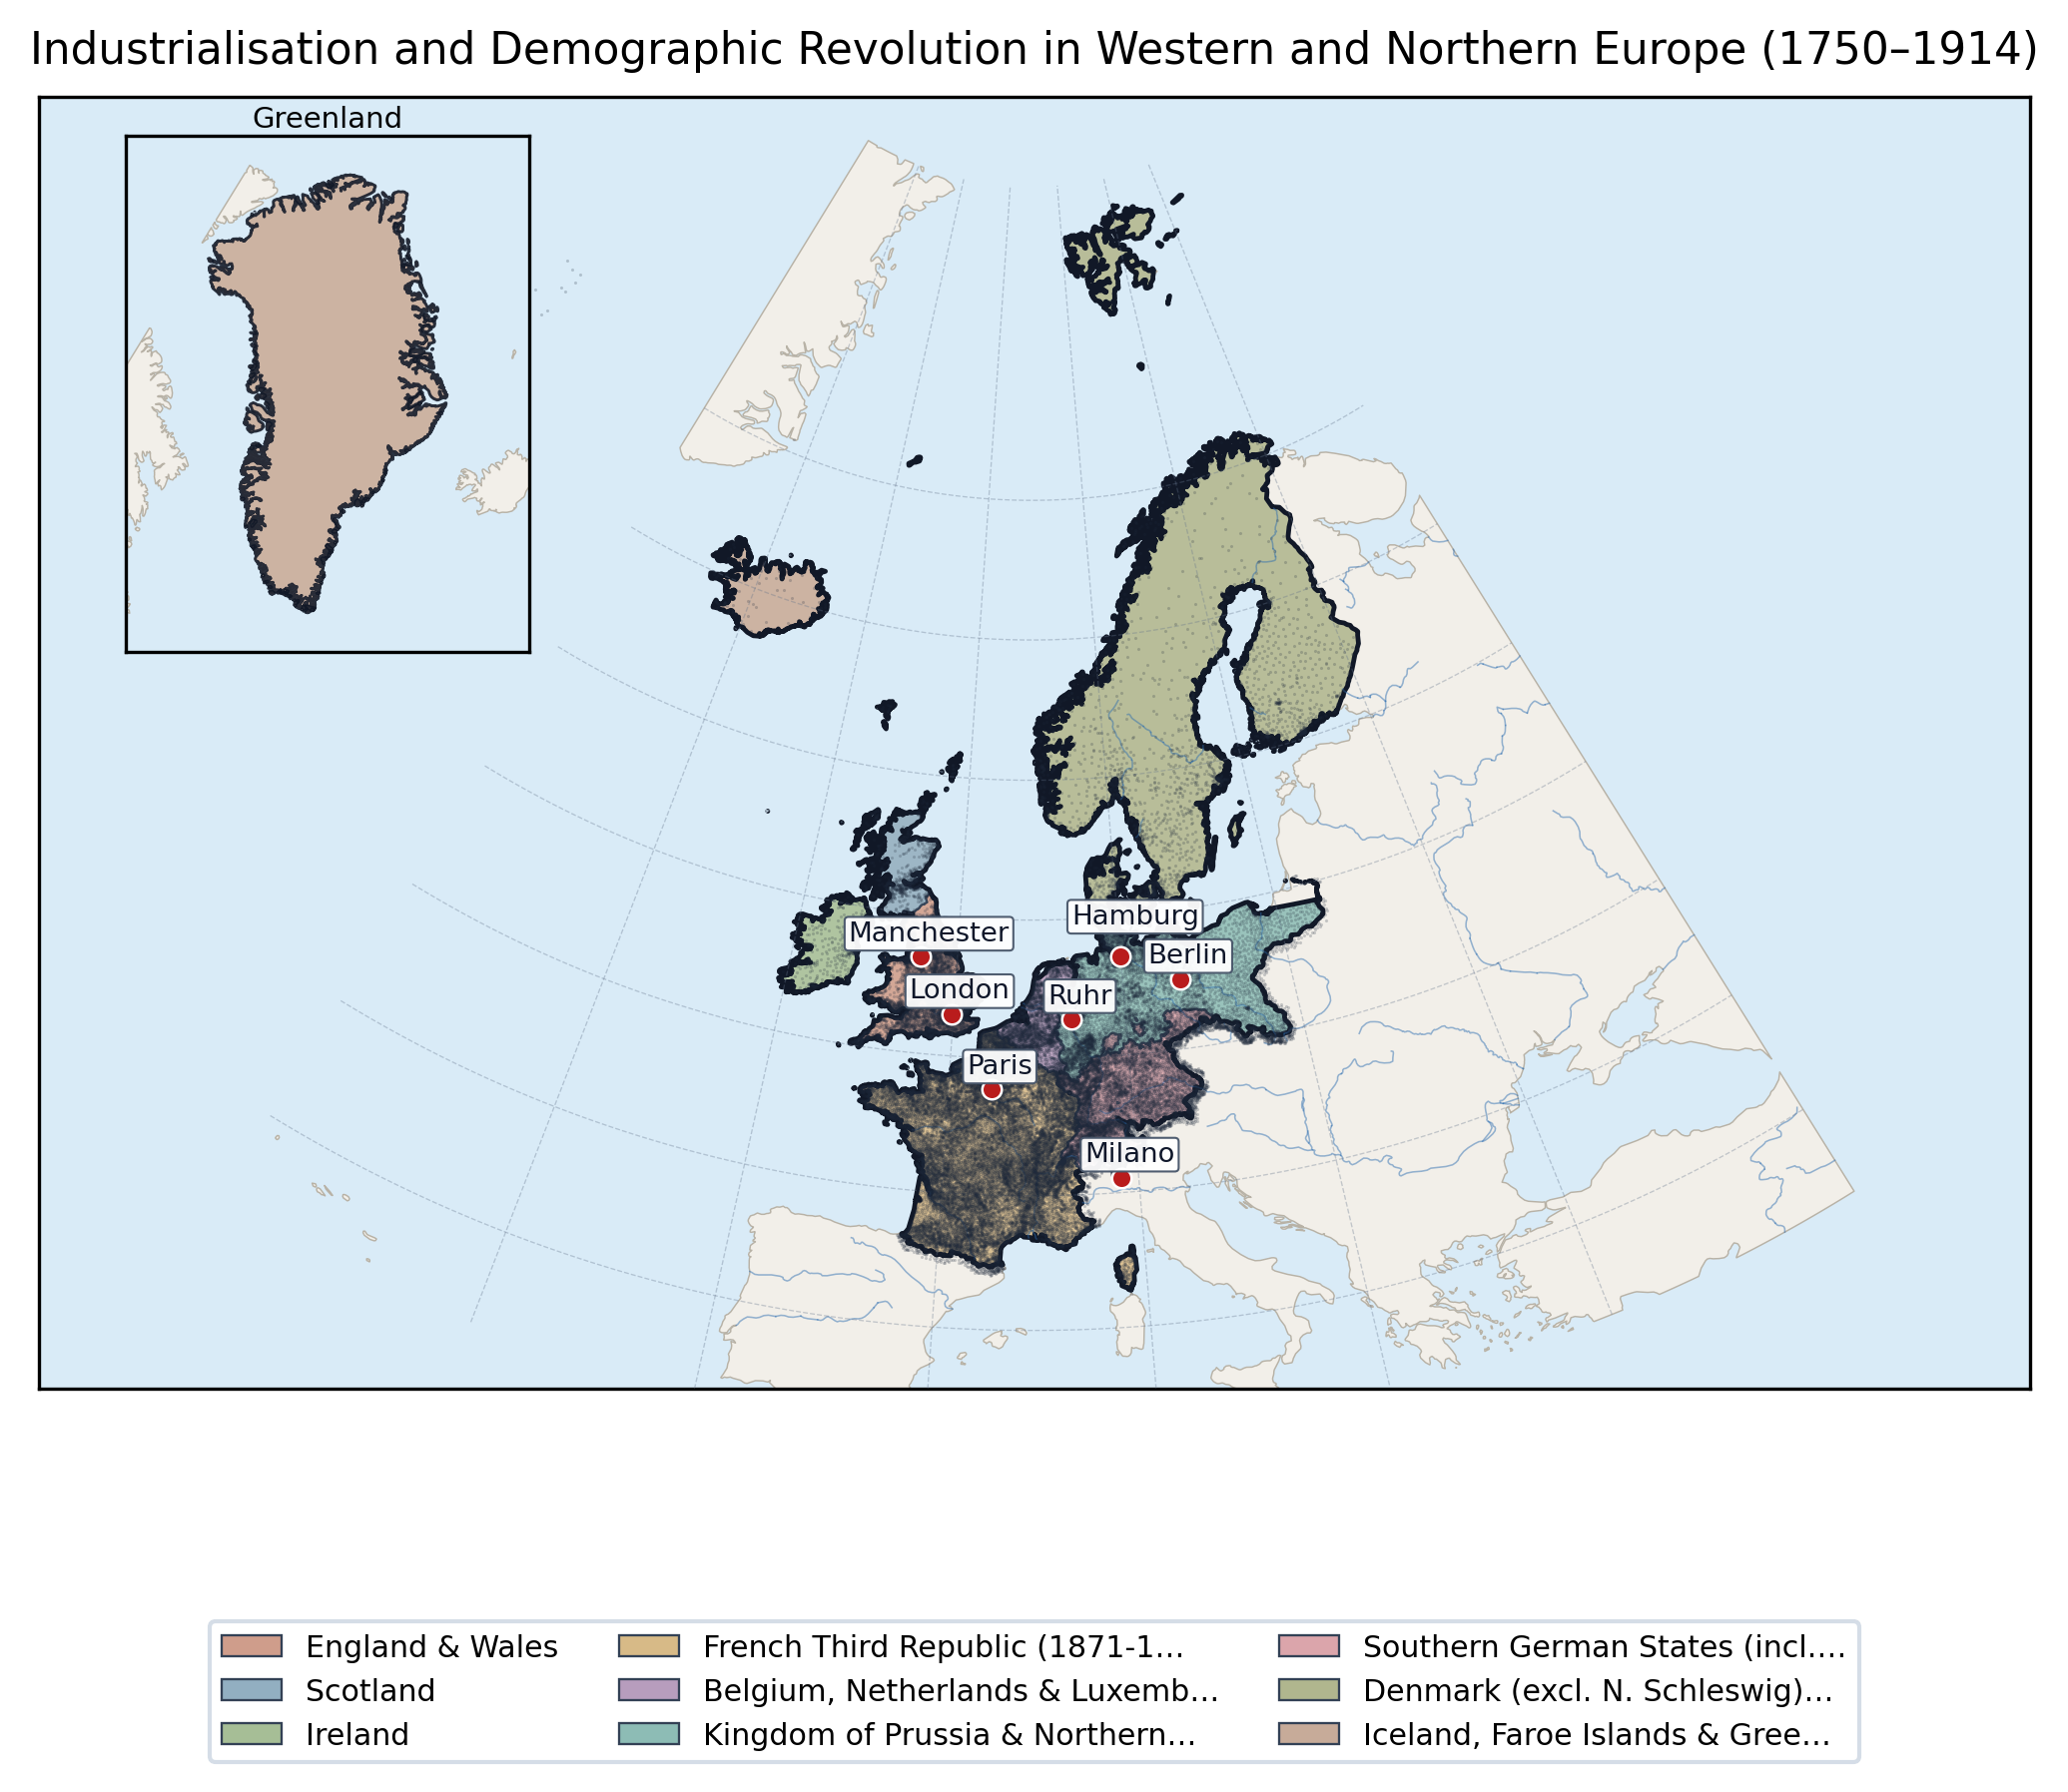 Industrialisation and Demographic Revolution in Western and Northern Europe (1750–1914)
Greenland
Manchester
Hamburg
Berlin
London
Ruhr
Paris
Milano
England & Wales
Scotland
Ireland
French Third Republic (1871-1...
Belgium, Netherlands & Luxemb...
Kingdom of Prussia & Northern...
Southern German States (incl....
Denmark (excl. N. Schleswig)...
Iceland, Faroe Islands & Gree...